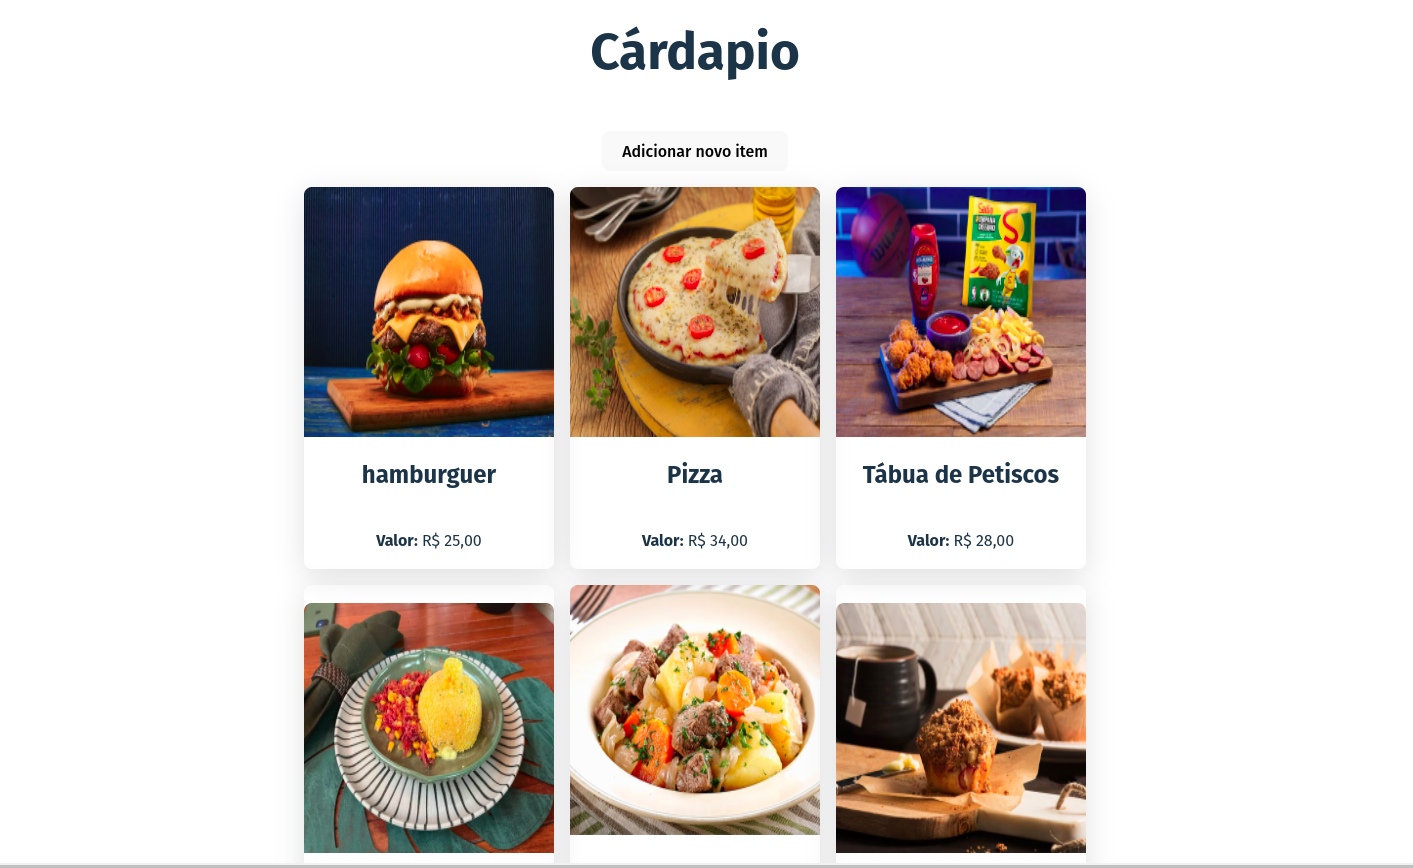 Cárdapio
Adicionar novo item
hamburguer
Valor: R$ 25,00
Pizza
Valor: R$ 34,00
Tábua de Petiscos
Valor: R$ 28,00